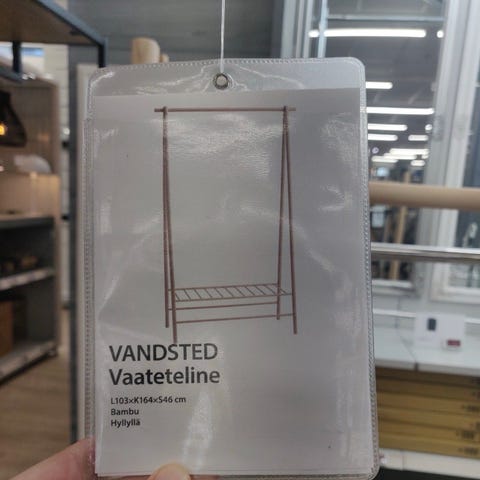 VANDSTED
Vaateteline
L103×K164×S46 cm
Bambu
Hyllyllä